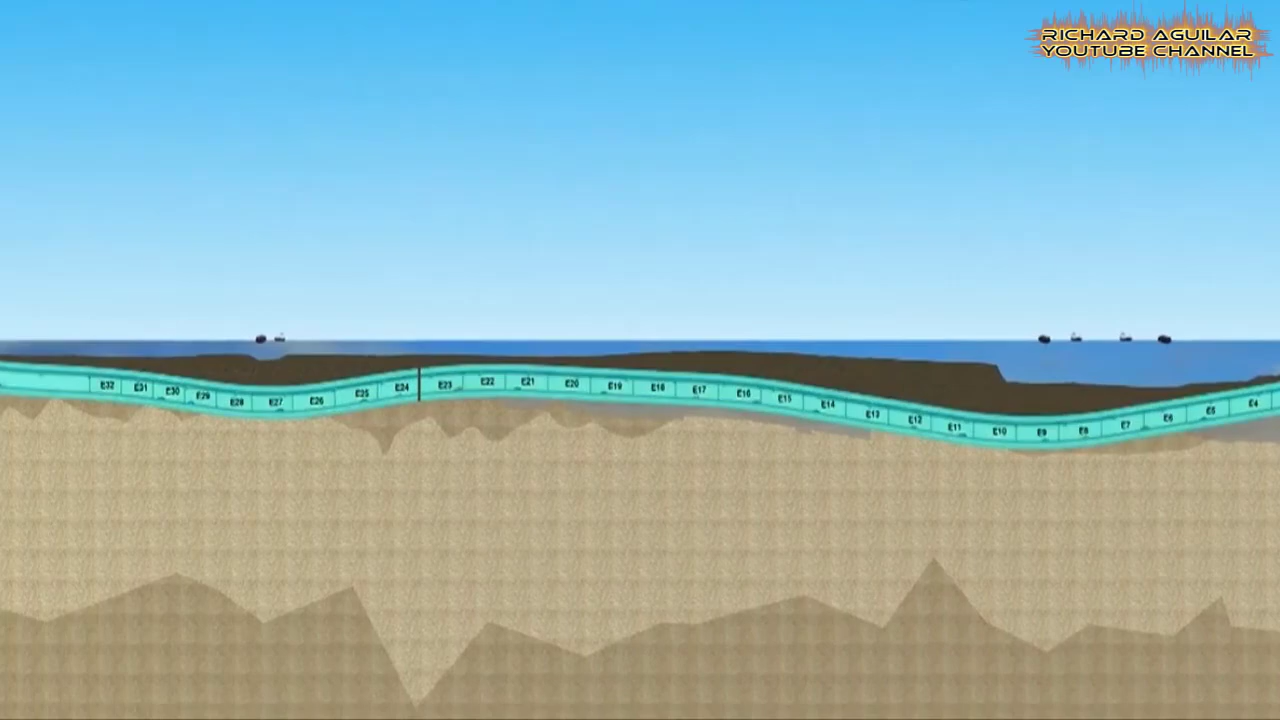 RICHARD AGUILAR
YOUTUBE CHANNEL
E32 E31 E30 E29 E28 E27 E26 E25 E24 E23 E22 E21 E20 E19 E18 E17 E16 E15 E14 E13 E12 E11 E10 E9 E8 E7 E6 E5 E4